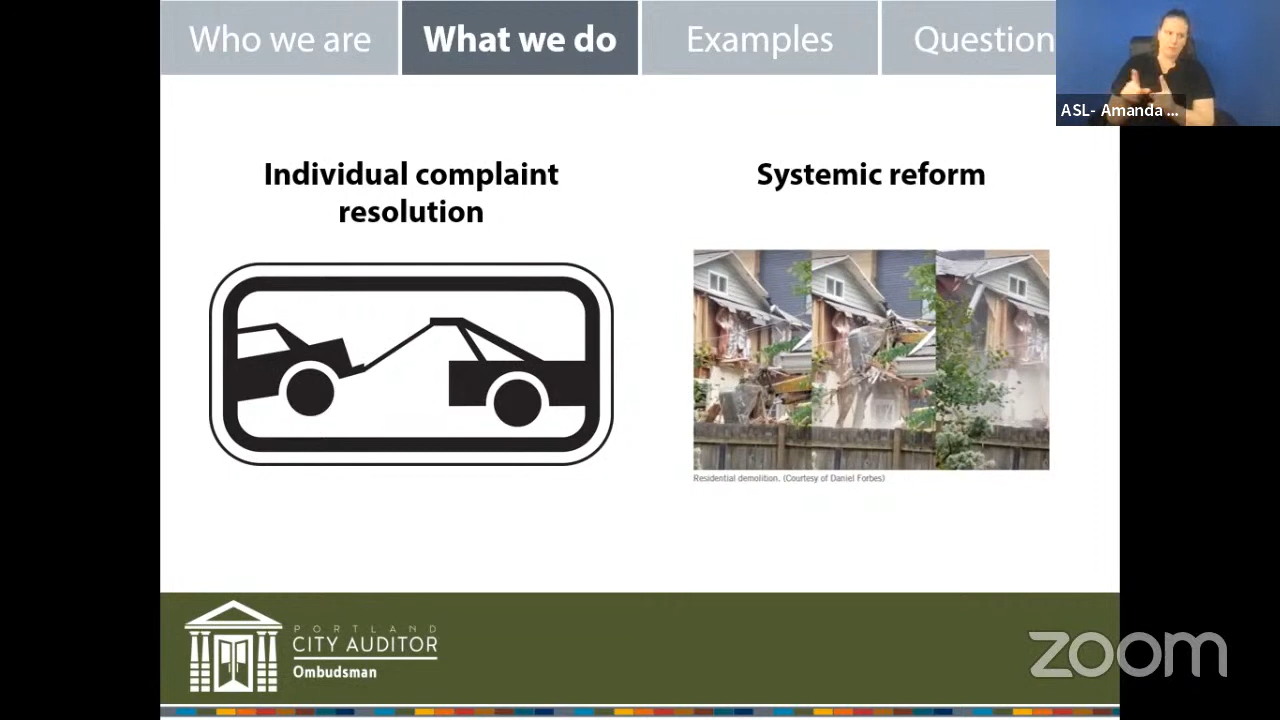 Who we are
What we do
Examples
Question
ASL- Amanda ...
Individual complaint
resolution
Systemic reform
Residential demolition. (Courtesy of Daniel Forbes)
PORTLAND
CITY AUDITOR
Ombudsman
zoom